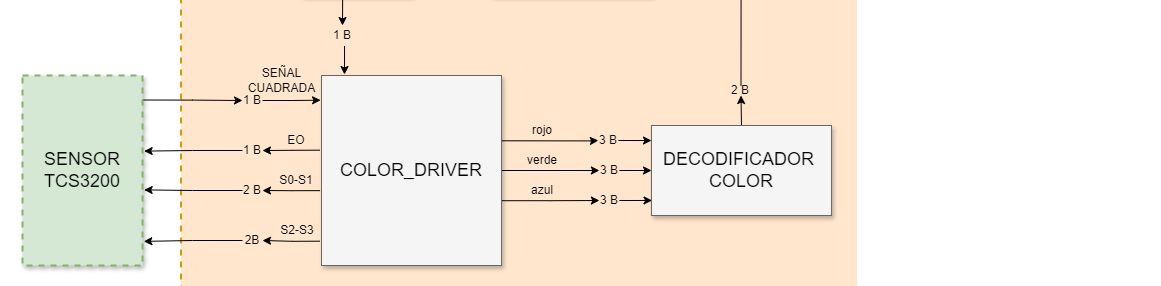 1 B
SEÑAL
CUADRADA
1 B
EO
1 B
S0-S1
2 B
S2-S3
2B
SENSOR
TCS3200
COLOR_DRIVER
rojo
3 B
verde
3 B
azul
3 B
2 B
DECODIFICADOR
COLOR